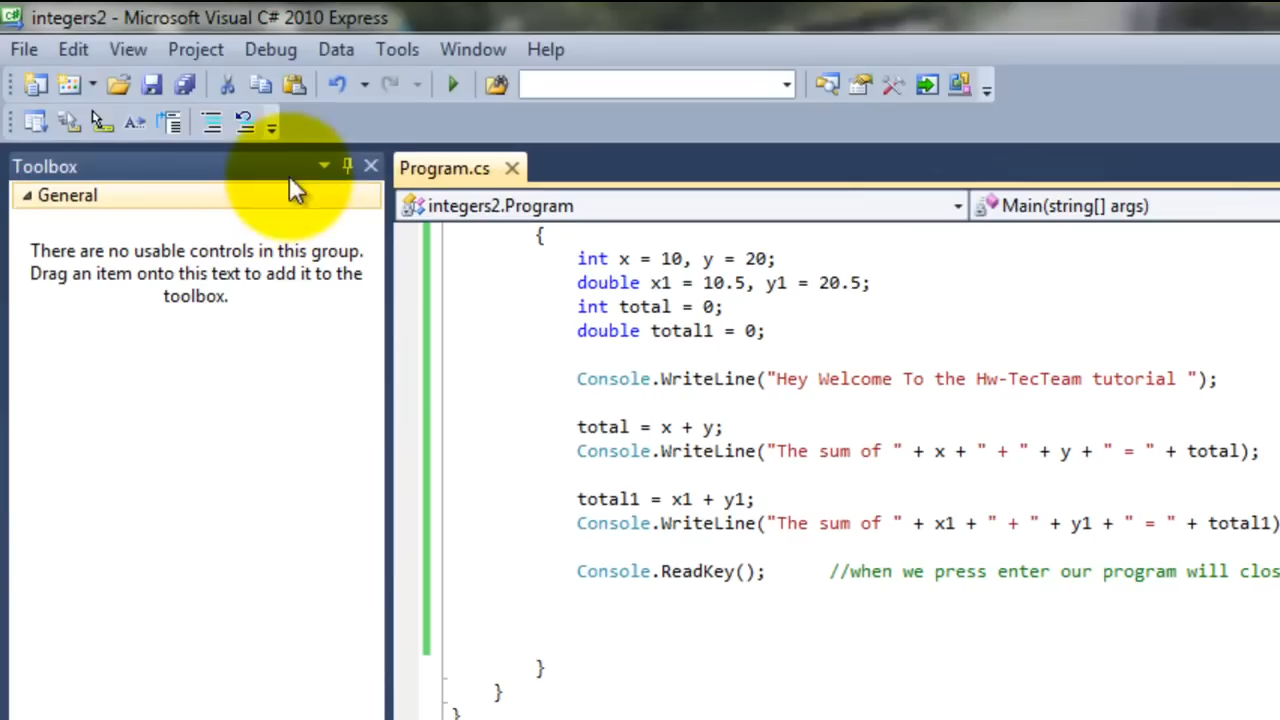 integers2 - Microsoft Visual C# 2010 Express
File Edit View Project Debug Data Tools Window Help
Toolbox
General
There are no usable controls in this group.
Drag an item onto this text to add it to the
toolbox.
Program.cs
integers2.Program
Main(string[] args)
{
int x = 10, y = 20;
double x1 = 10.5, y1 = 20.5;
int total = 0;
double total1 = 0;
Console.WriteLine("Hey Welcome To the Hw-TecTeam tutorial ");
total = x + y;
Console.WriteLine("The sum of " + x + " + " + y + " = " + total);
total1 = x1 + y1;
Console.WriteLine("The sum of " + x1 + " + " + y1 + " = " + total1)
Console.ReadKey(); //when we press enter our program will clos
}
}
}